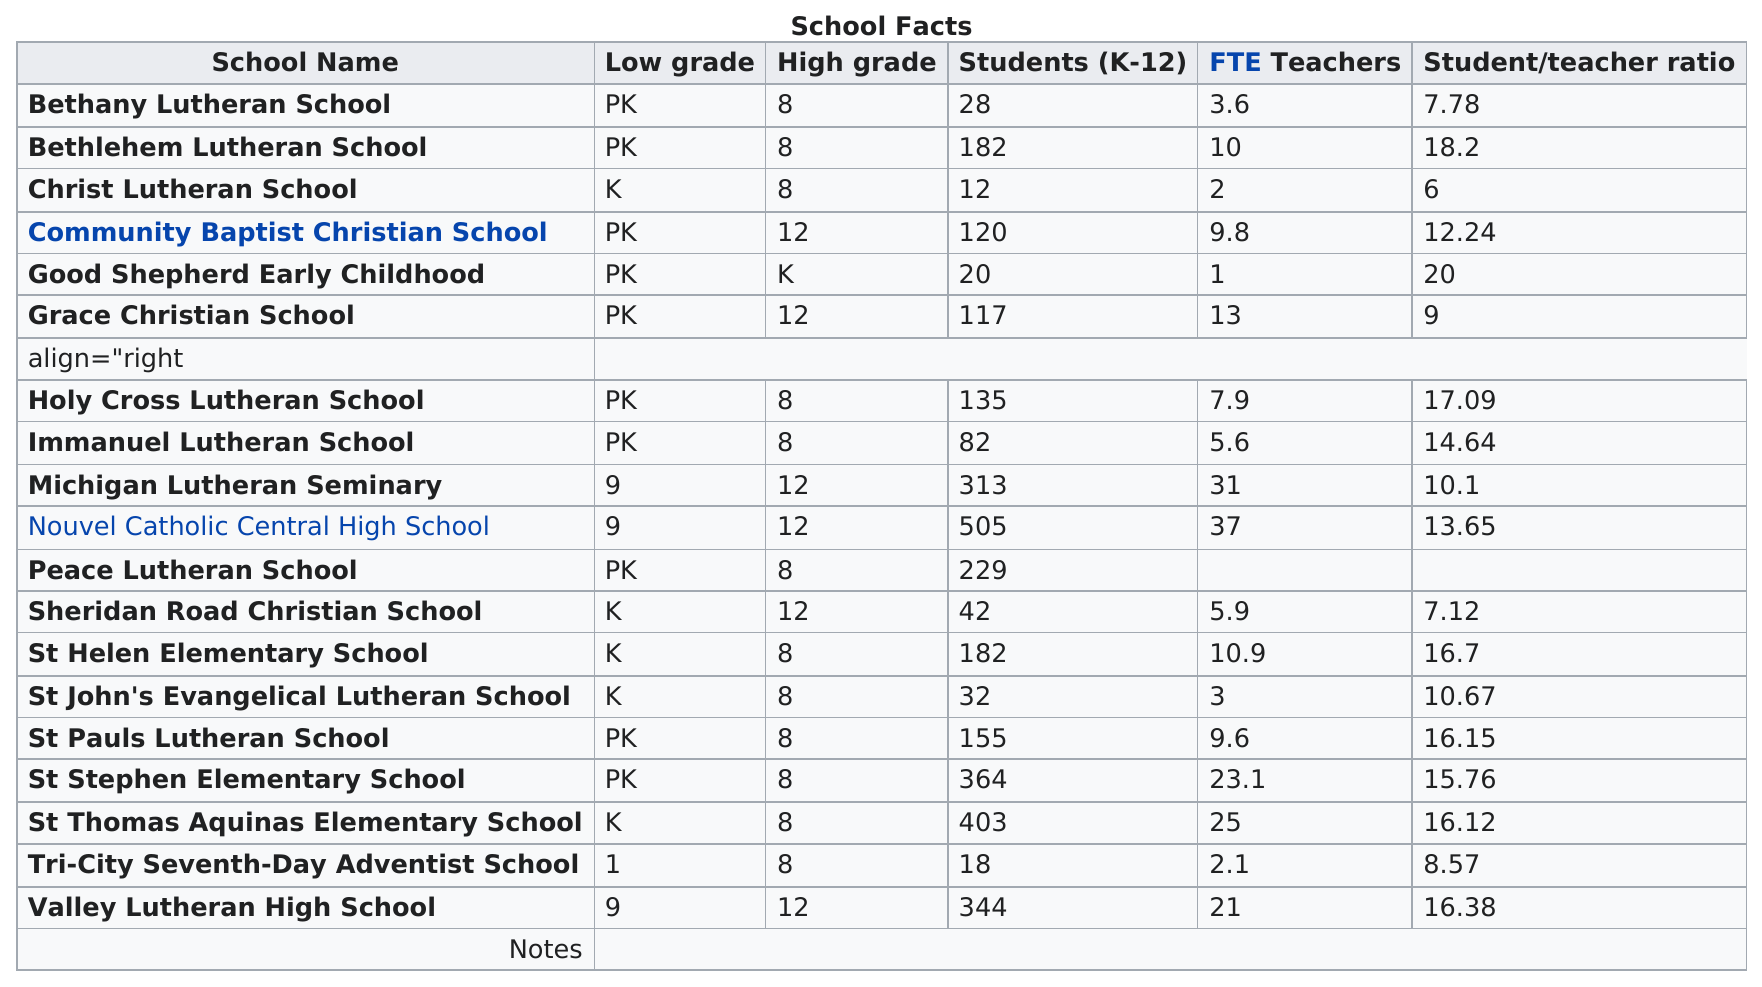 School Facts
School Name Low grade High grade Students (K-12) FTE Teachers Student/teacher ratio
Bethany Lutheran School PK 8 28 3.6 7.78
Bethlehem Lutheran School PK 8 182 10 18.2
Christ Lutheran School K 8 12 2 6
Community Baptist Christian School PK 12 120 9.8 12.24
Good Shepherd Early Childhood PK K 20 1 20
Grace Christian School PK 12 117 13 9
align="right
Holy Cross Lutheran School PK 8 135 7.9 17.09
Immanuel Lutheran School PK 8 82 5.6 14.64
Michigan Lutheran Seminary 9 12 313 31 10.1
Nouvel Catholic Central High School 9 12 505 37 13.65
Peace Lutheran School PK 8 229
Sheridan Road Christian School K 12 42 5.9 7.12
St Helen Elementary School K 8 182 10.9 16.7
St John's Evangelical Lutheran School K 8 32 3 10.67
St Pauls Lutheran School PK 8 155 9.6 16.15
St Stephen Elementary School PK 8 364 23.1 15.76
St Thomas Aquinas Elementary School K 8 403 25 16.12
Tri-City Seventh-Day Adventist School 1 8 18 2.1 8.57
Valley Lutheran High School 9 12 344 21 16.38
Notes